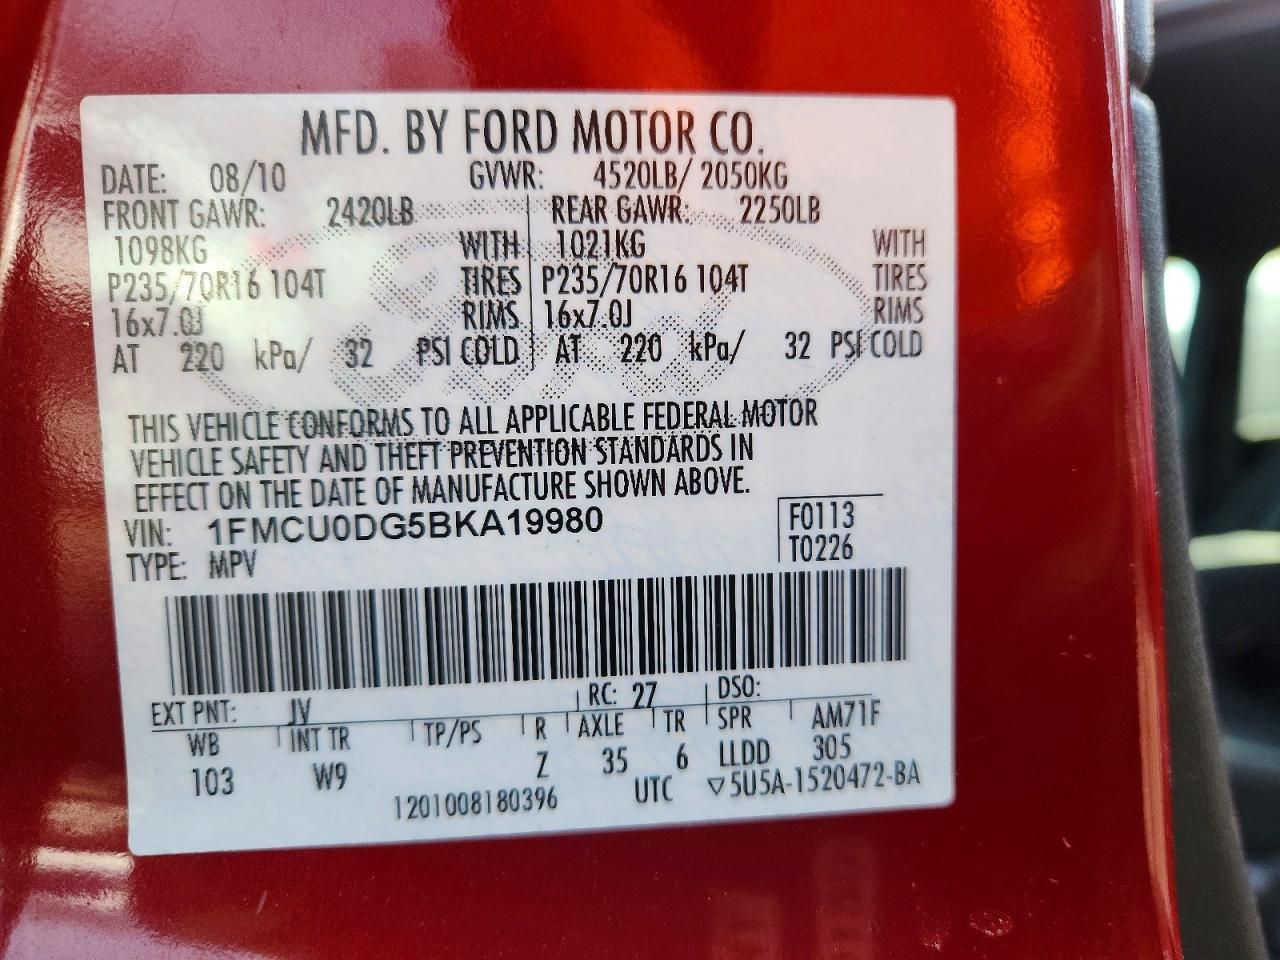 MFD. BY FORD MOTOR CO.
DATE: 08/10 GVWR: 4520LB/ 2050KG
FRONT GAWR: 2420LB REAR GAWR: 2250LB
1098KG WITH 1021KG WITH
P235/70R16 104T TIRES P235/70R16 104T TIRES
16x7.0J RIMS 16x7.0J RIMS
AT 220 kPa/ 32 PSI COLD AT 220 kPa/ 32 PSI COLD
THIS VEHICLE CONFORMS TO ALL APPLICABLE FEDERAL MOTOR
VEHICLE SAFETY AND THEFT PREVENTION STANDARDS IN
EFFECT ON THE DATE OF MANUFACTURE SHOWN ABOVE.
VIN: 1FMCU0DG5BKA19980 F0113
TYPE: MPV T0226
EXT PNT: JV RC: 27 DSO:
WB INT TR TP/PS R AXLE TR SPR AM71F
103 W9 Z 35 6 LLDD 305
1201008180396 UTC ▽5U5A-1520472-BA